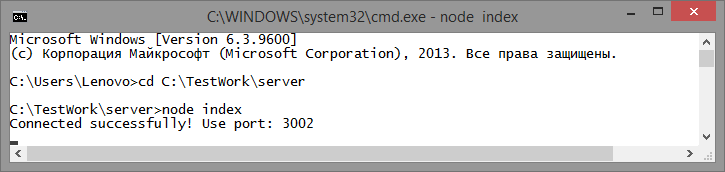 C:\WINDOWS\system32\cmd.exe - node  index
Microsoft Windows [Version 6.3.9600]
(c) Корпорация Майкрософт (Microsoft Corporation), 2013. Все права защищены.
C:\Users\Lenovo>cd C:\TestWork\server
C:\TestWork\server>node index
Connected successfully! Use port: 3002